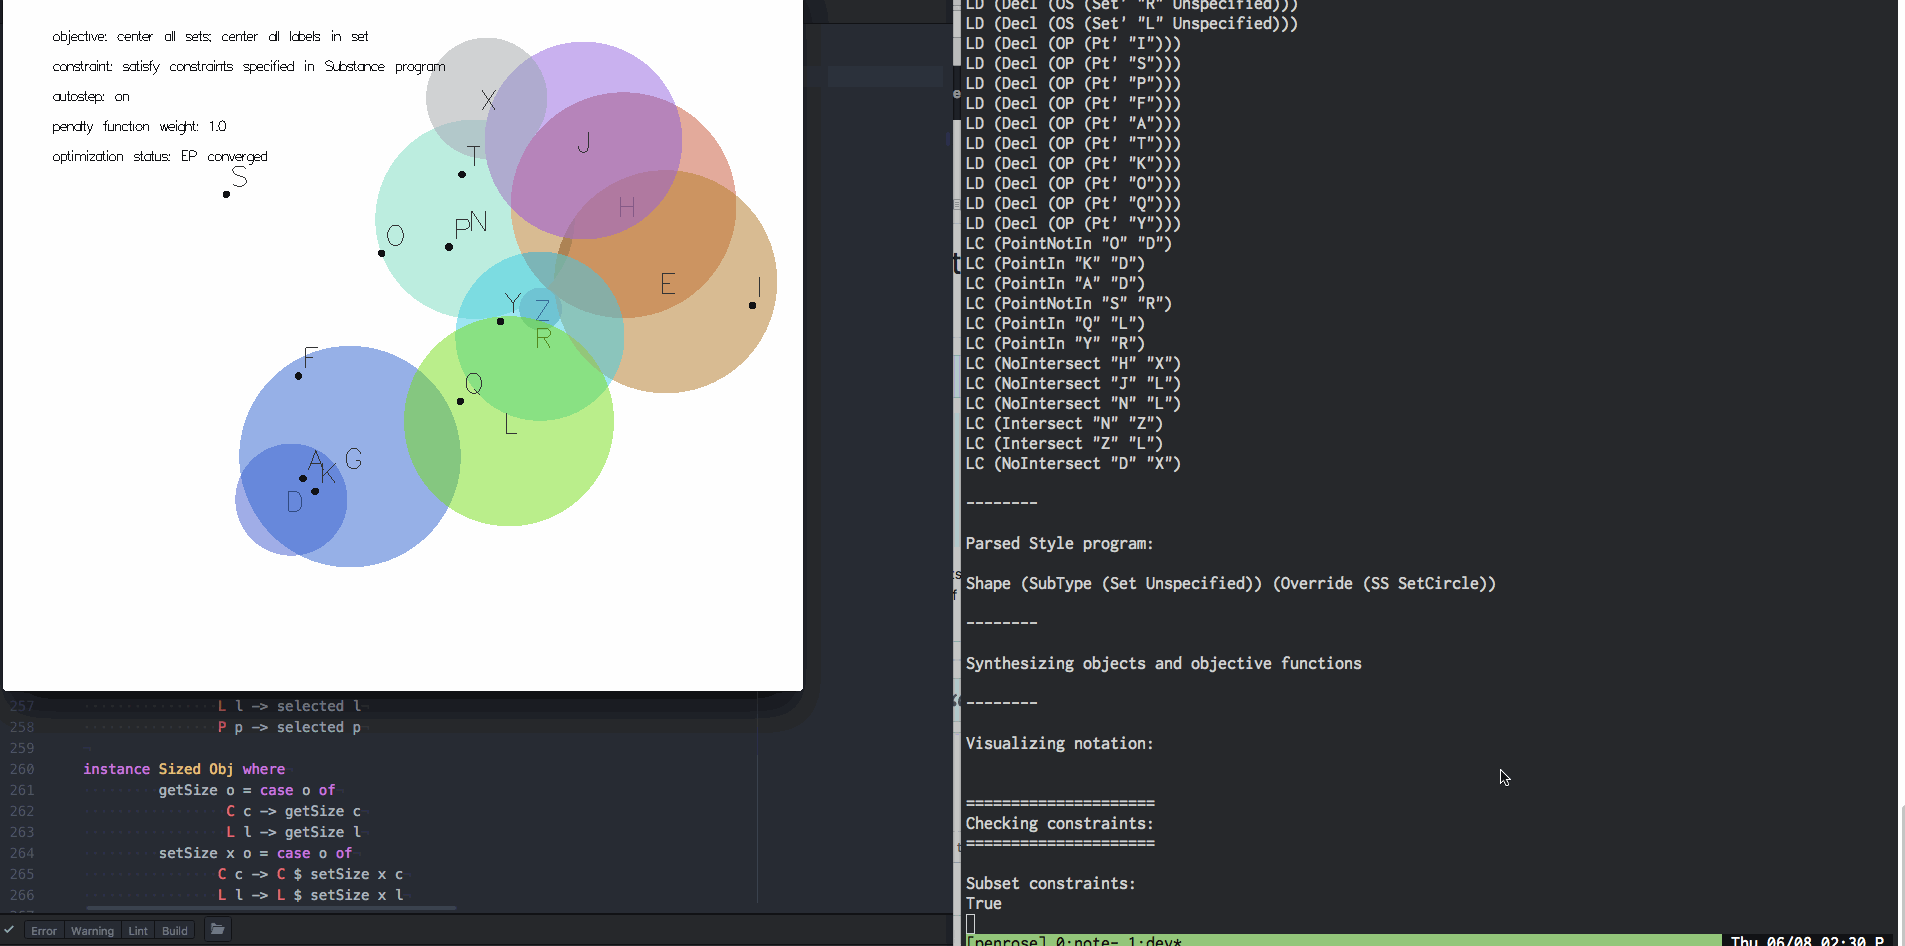 objective: center all sets; center all labels in set
constraint: satisfy constraints specified in Substance program
autostep: on
penalty function weight: 1.0
optimization status: EP converged
S
X
J
T
H
O
P
N
E
I
Y
Z
R
F
Q
L
A
K
G
D
257 L l -> selected l
258 P p -> selected p
259
260 instance Sized Obj where
261 getSize o = case o of
262 C c -> getSize c
263 L l -> getSize l
264 setSize x o = case o of
265 C c -> C $ setSize x c
266 L l -> L $ setSize x l
Error Warning Lint Build
LD (Decl (OS (Set' "R" Unspecified)))
LD (Decl (OS (Set' "L" Unspecified)))
LD (Decl (OP (Pt' "I")))
LD (Decl (OP (Pt' "S")))
LD (Decl (OP (Pt' "P")))
LD (Decl (OP (Pt' "F")))
LD (Decl (OP (Pt' "A")))
LD (Decl (OP (Pt' "T")))
LD (Decl (OP (Pt' "K")))
LD (Decl (OP (Pt' "O")))
LD (Decl (OP (Pt' "Q")))
LD (Decl (OP (Pt' "Y")))
LC (PointNotIn "O" "D")
LC (PointIn "K" "D")
LC (PointIn "A" "D")
LC (PointNotIn "S" "R")
LC (PointIn "Q" "L")
LC (PointIn "Y" "R")
LC (NoIntersect "H" "X")
LC (NoIntersect "J" "L")
LC (NoIntersect "N" "L")
LC (Intersect "N" "Z")
LC (Intersect "Z" "L")
LC (NoIntersect "D" "X")
--------
Parsed Style program:
Shape (SubType (Set Unspecified)) (Override (SS SetCircle))
--------
Synthesizing objects and objective functions
--------
Visualizing notation:
=====================
Checking constraints:
=====================
Subset constraints:
True
[penrose] 0:note- 1:dev* Thu 06/08 02:30 P